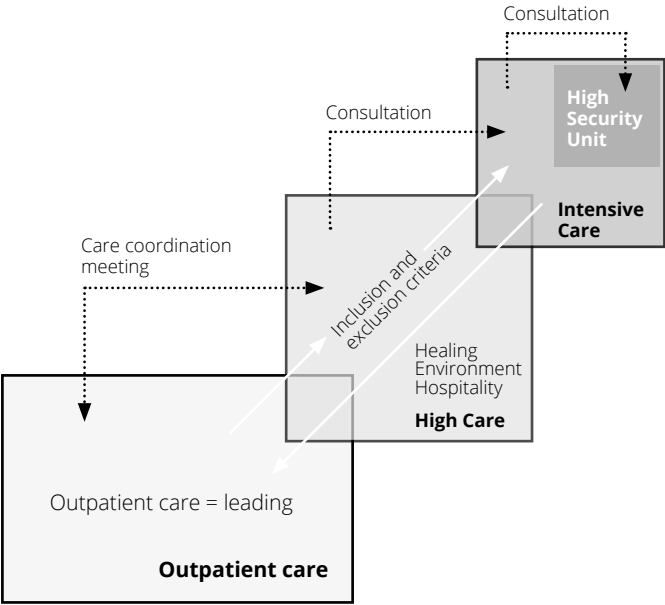 Consultation
High
Security
Unit
Consultation
Intensive
Care
Care coordination
meeting
Inclusion and
exclusion criteria
Healing
Environment
Hospitality
High Care
Outpatient care = leading
Outpatient care